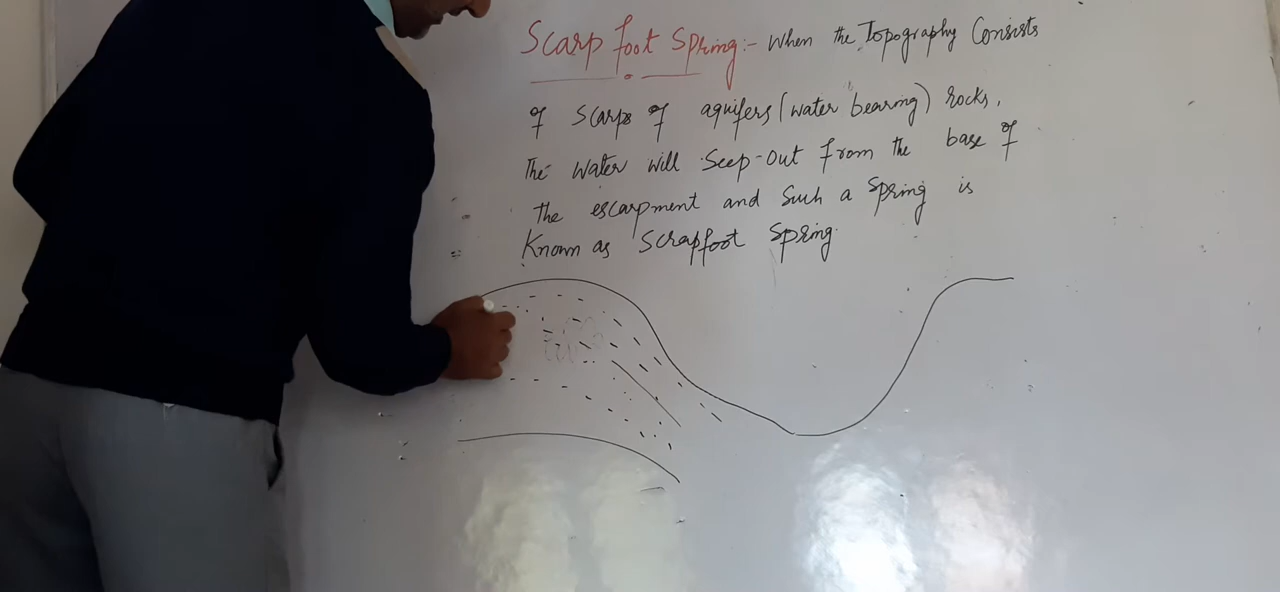 Scarp foot Spring:- When the Topography Consists
of Scarps of aquifers (water bearing) rocks,
The water will Seep-out from the base of
The escarpment and Such a Spring is
Known as Scrapfoot Spring